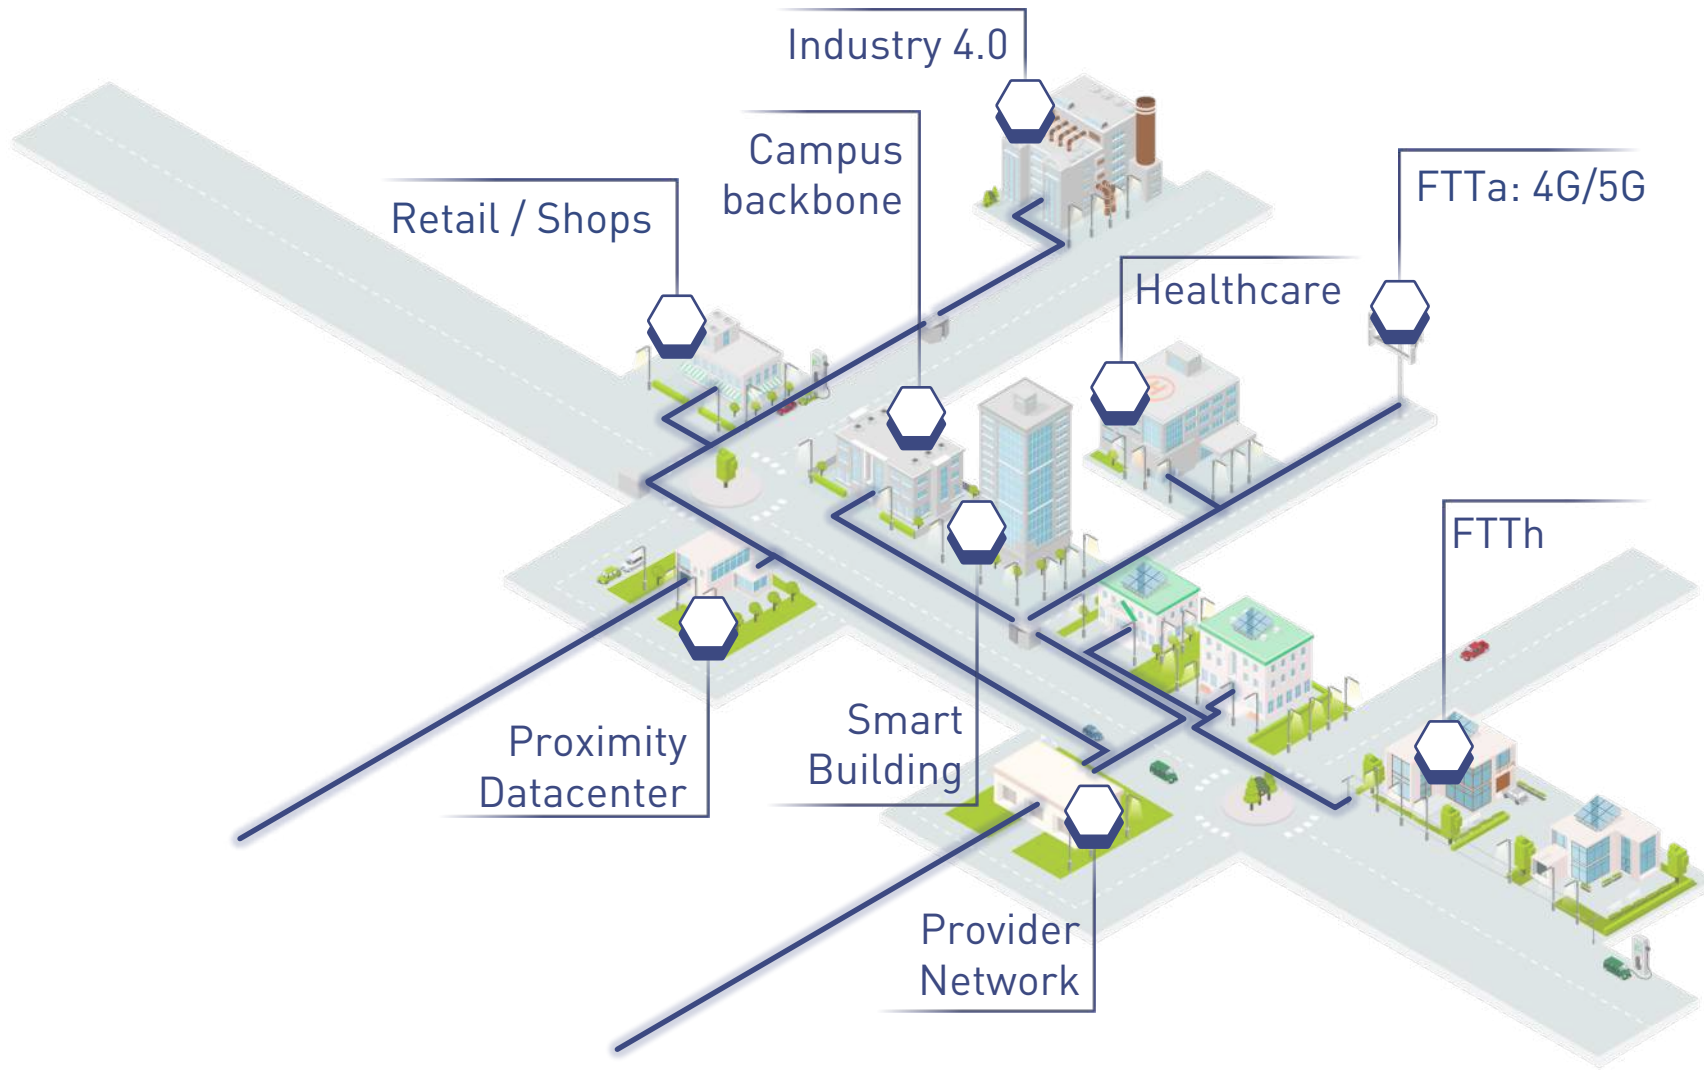 Industry 4.0
Campus
backbone
FTTa: 4G/5G
Retail / Shops
Healthcare
FTTh
Proximity
Datacenter
Smart
Building
Provider
Network